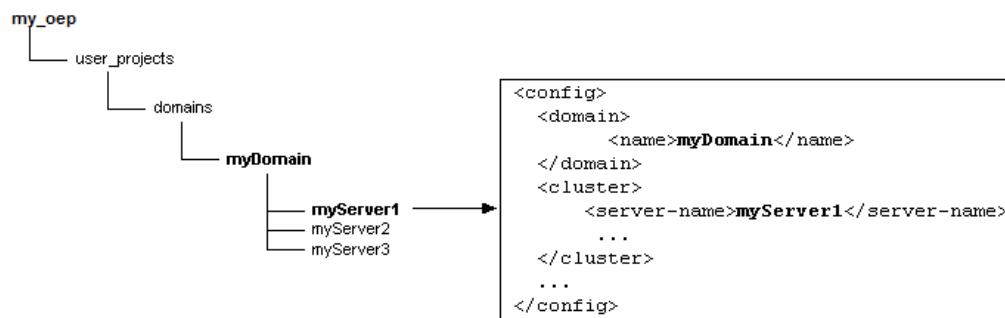 my_oep
user_projects
domains
myDomain
myServer1
myServer2
myServer3
<config>
<domain>
<name>myDomain</name>
</domain>
<cluster>
<server-name>myServer1</server-name>
...
</cluster>
...
</config>